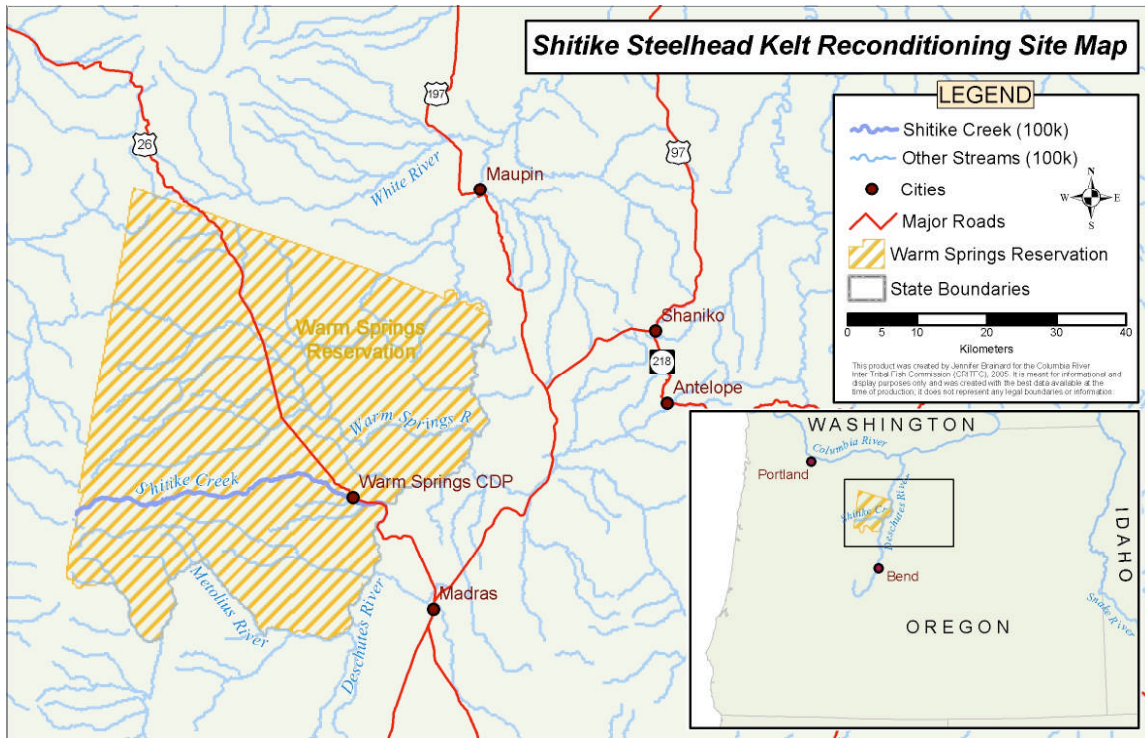 Shitike Steelhead Kelt Reconditioning Site Map
LEGEND
Shitike Creek (100k)
Other Streams (100k)
Cities
Major Roads
Warm Springs Reservation
State Boundaries
N
W E
S
0 5 10 20 30 40
Kilometers
This product was created by Jennifer Brainard for the Columbia River
Inter Tribal Fish Commission (CRITFC), 2005. It is meant for informational and
display purposes only and was created with the best data available at the
time of production; it does not represent any legal boundaries or information.
197
26
97
White River
Maupin
Warm Springs
Reservation
Shaniko
218
Antelope
Warm Springs R
Shitike Creek
Warm Springs CDP
Metolius River
Madras
Deschutes River
WASHINGTON
Columbia River
Portland
Shitike Cr
Deschutes River
Bend
IDAHO
Snake River
OREGON